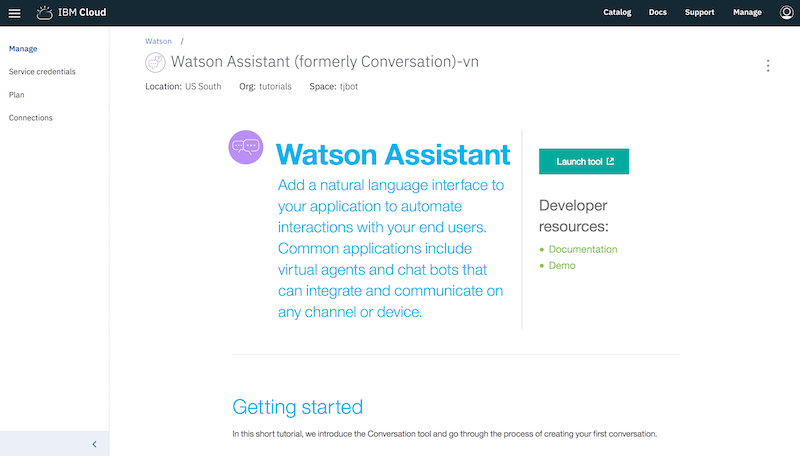 IBM Cloud
Catalog
Docs
Support
Manage
Manage
Service credentials
Plan
Connections
Watson /
Watson Assistant (formerly Conversation)-vn
Location: US South Org: tutorials Space: tjbot
Watson Assistant
Add a natural language interface to
your application to automate
interactions with your end users.
Common applications include
virtual agents and chat bots that
can integrate and communicate on
any channel or device.
Launch tool
Developer
resources:
Documentation
Demo
Getting started
In this short tutorial, we introduce the Conversation tool and go through the process of creating your first conversation.